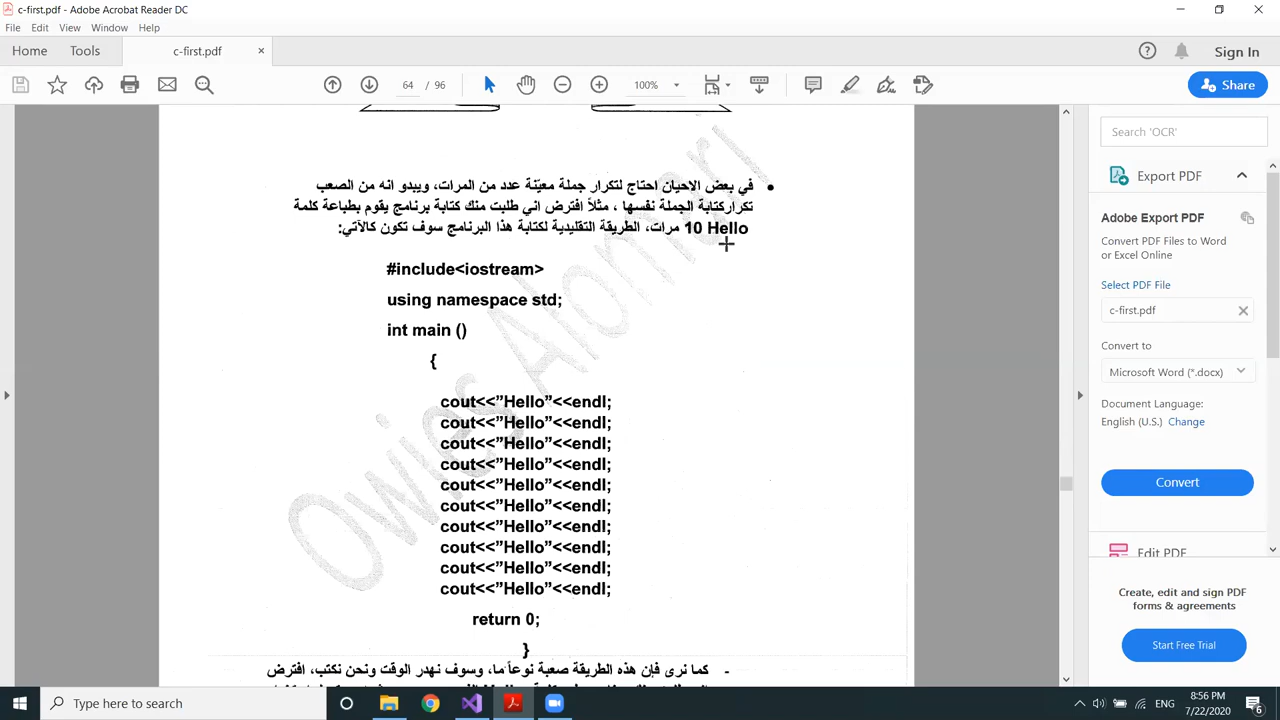 c-first.pdf - Adobe Acrobat Reader DC
File Edit View Window Help
Home Tools c-first.pdf × Sign In
64 / 96 100% Share
في بعض الاحيان احتاج لتكرار جملة معيّنة عدد من المرات، ويبدو انه من الصعب
تكراركتابة الجملة نفسها ، مثلاً افترض اني طلبت منك كتابة برنامج يقوم بطباعة كلمة
10 Hello مرات، الطريقة التقليدية لكتابة هذا البرنامج سوف تكون كالآتي:
#include<iostream>
using namespace std;
int main ()
{
cout<<”Hello”<<endl;
cout<<”Hello”<<endl;
cout<<”Hello”<<endl;
cout<<”Hello”<<endl;
cout<<”Hello”<<endl;
cout<<”Hello”<<endl;
cout<<”Hello”<<endl;
cout<<”Hello”<<endl;
cout<<”Hello”<<endl;
cout<<”Hello”<<endl;
return 0;
}
- كما نرى فإن هذه الطريقة صعبة نوعاً ما، وسوف نهدر الوقت ونحن نكتب، افترض
Owies Alomari
Search 'OCR'
Export PDF
Adobe Export PDF
Convert PDF Files to Word
or Excel Online
Select PDF File
c-first.pdf
Convert to
Microsoft Word (*.docx)
Document Language:
English (U.S.) Change
Convert
Edit PDF
Create, edit and sign PDF
forms & agreements
Start Free Trial
Type here to search
ENG
8:56 PM
7/22/2020
6